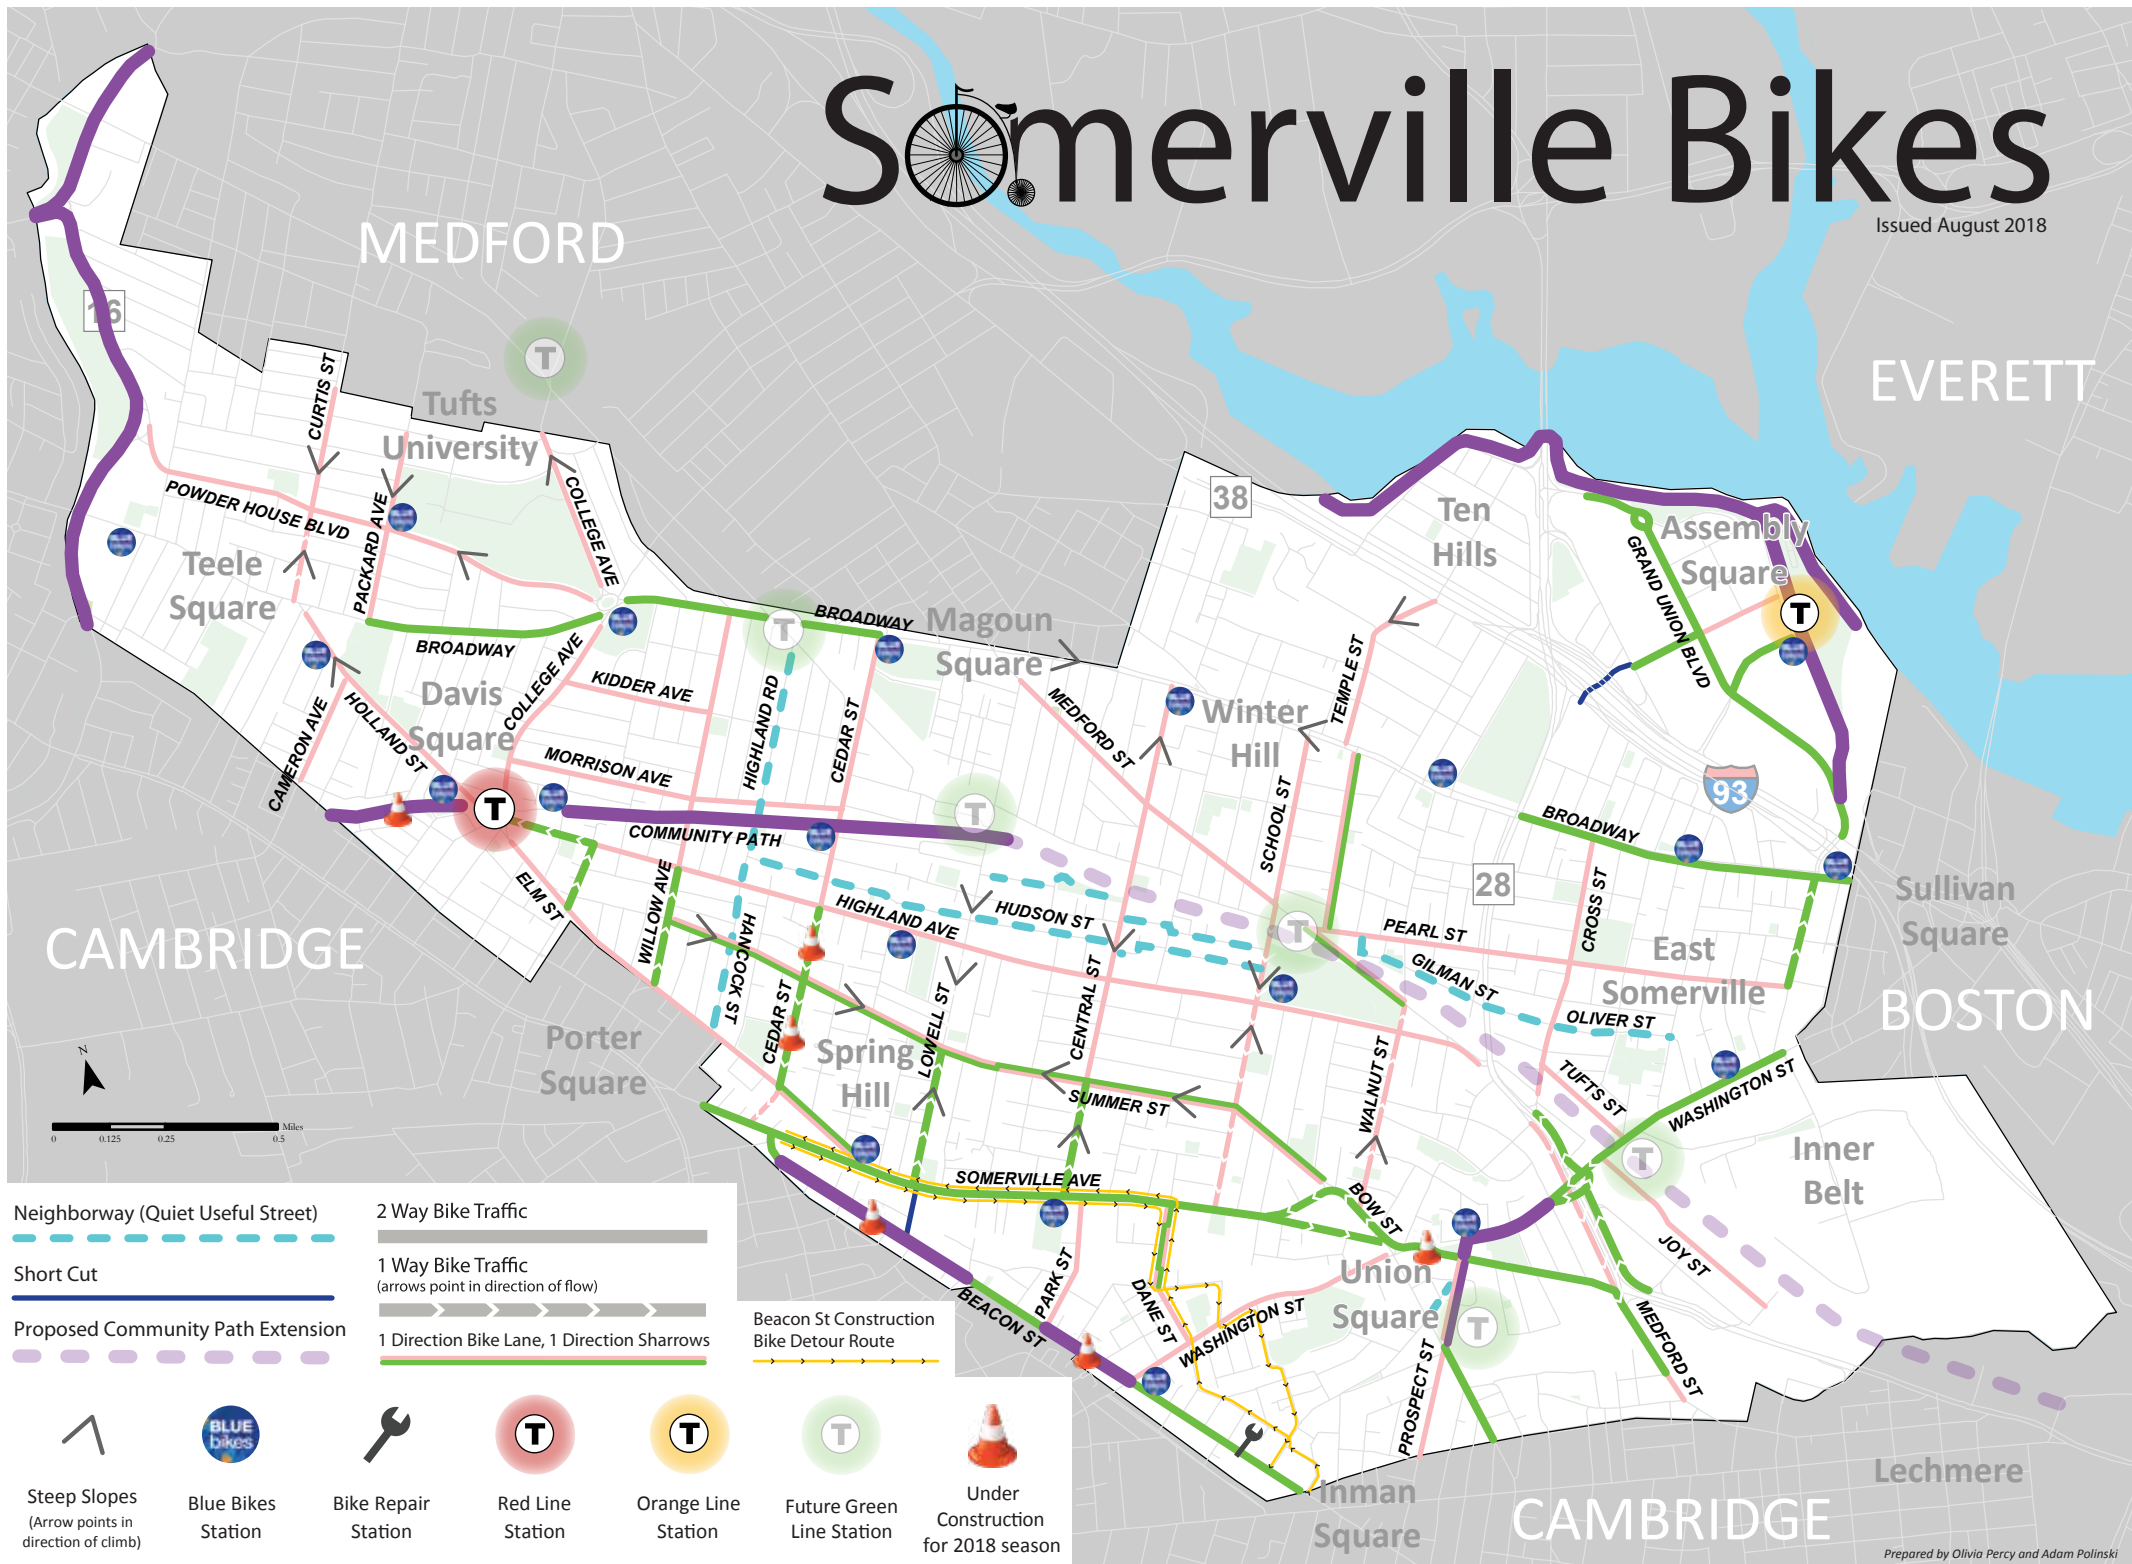 Somerville Bikes
Issued August 2018
MEDFORD
16
T
CURTIS ST
Tufts
University
EVERETT
38
POWDER HOUSE BLVD
PACKARD AVE
COLLEGE AVE
Ten
Hills
Assembly
Square
GRAND UNION BLVD
T
Teele
Square
BROADWAY
BROADWAY
T
Magoun
Square
COLLEGE AVE
KIDDER AVE
Davis
Square
HOLLAND ST
CAMERON AVE
MORRISON AVE
HIGHLAND RD
CEDAR ST
MEDFORD ST
Winter
Hill
TEMPLE ST
SCHOOL ST
93
BROADWAY
T
T
COMMUNITY PATH
ELM ST
WILLOW AVE
HANCOCK ST
HIGHLAND AVE
HUDSON ST
28
T
PEARL ST
CROSS ST
Sullivan
Square
CAMBRIDGE
East
Somerville
GILMAN ST
OLIVER ST
BOSTON
Porter
Square
CEDAR ST
Spring
Hill
LOWELL ST
CENTRAL ST
SUMMER ST
WALNUT ST
TUFTS ST
WASHINGTON ST
T
Inner
Belt
N
0
0.125
0.25
0.5
Miles
SOMERVILLE AVE
BOW ST
JOY ST
Union
Square
T
PARK ST
DANE ST
WASHINGTON ST
BEACON ST
PROSPECT ST
MEDFORD ST
Inman
Square
CAMBRIDGE
Lechmere
Neighborway (Quiet Useful Street)
Short Cut
Proposed Community Path Extension
2 Way Bike Traffic
1 Way Bike Traffic
(arrows point in direction of flow)
1 Direction Bike Lane, 1 Direction Sharrows
Beacon St Construction
Bike Detour Route
Steep Slopes
(Arrow points in
direction of climb)
BLUE
bikes
Blue Bikes
Station
Bike Repair
Station
T
Red Line
Station
T
Orange Line
Station
T
Future Green
Line Station
Under
Construction
for 2018 season
Prepared by Olivia Percy and Adam Polinski